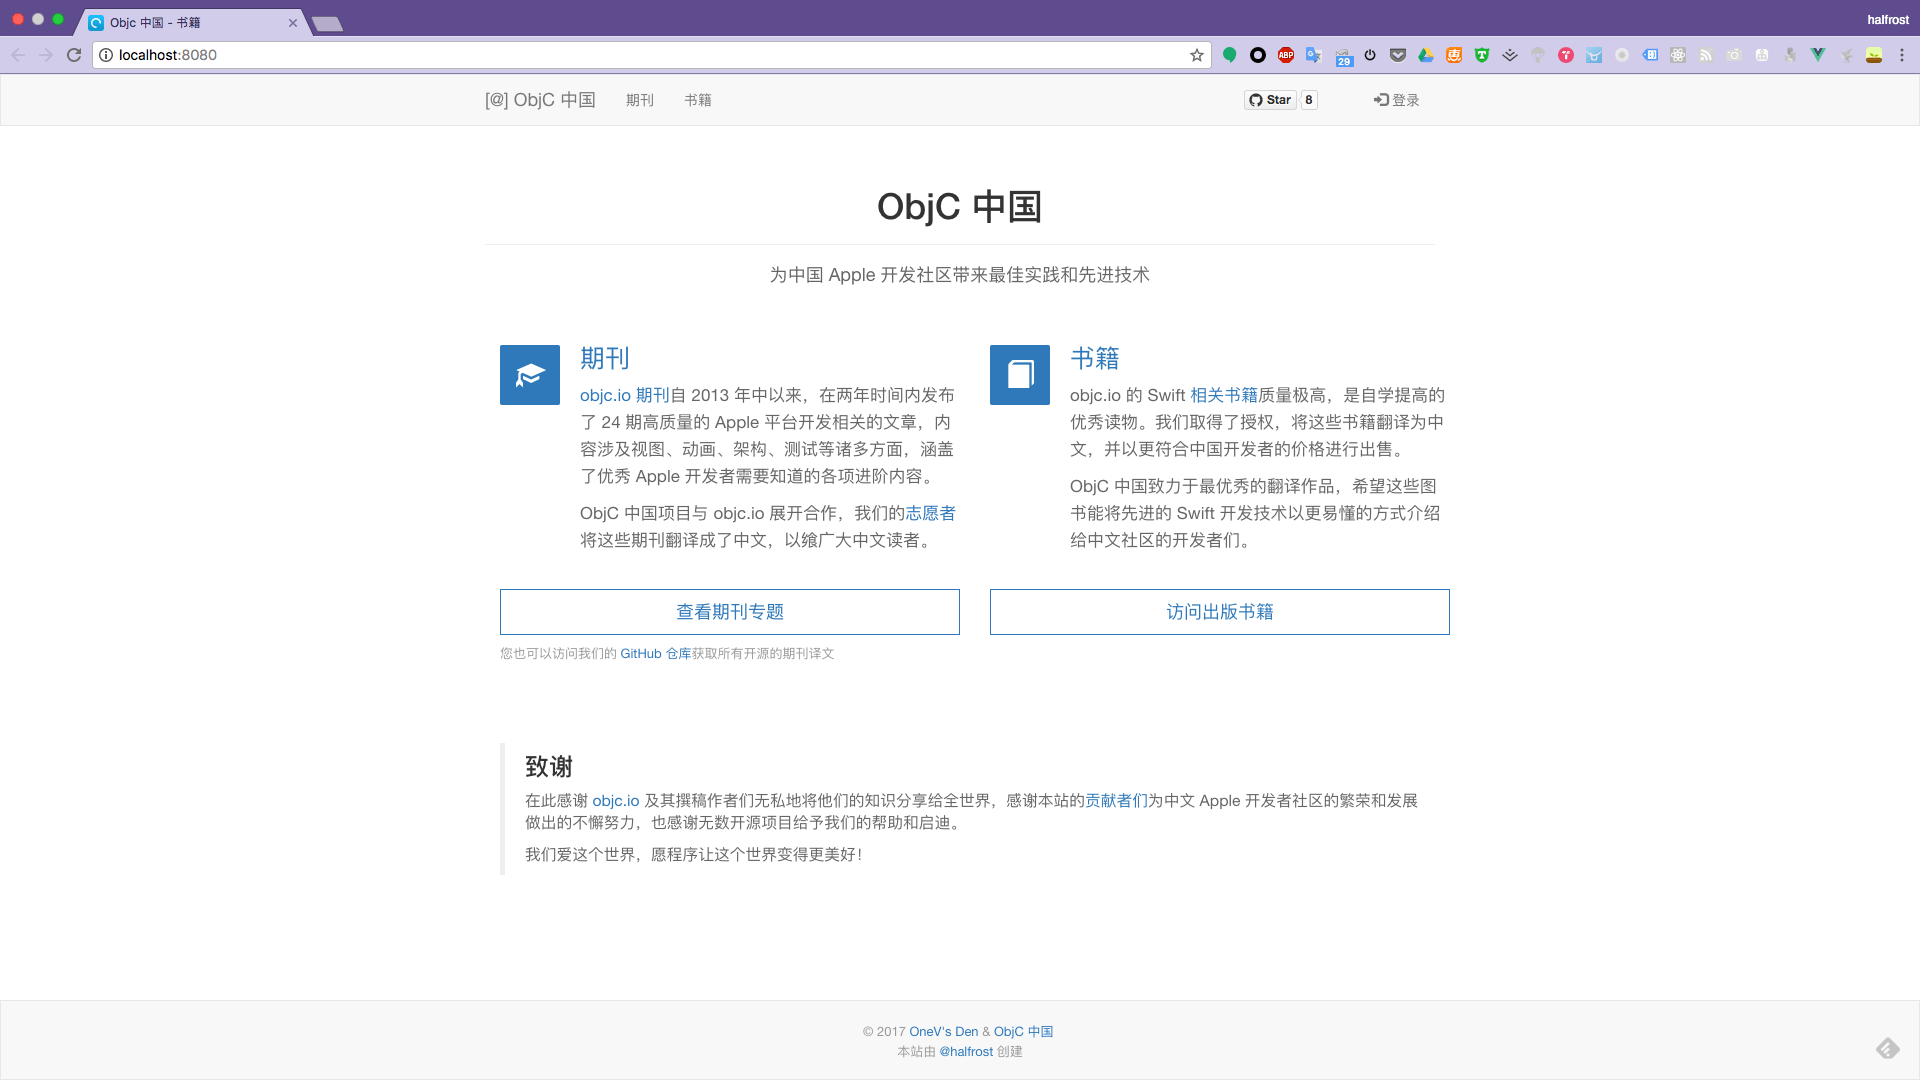 Objc 中国 - 书籍
halfrost
localhost:8080
ABP
29
[@] ObjC 中国
期刊
书籍
Star
8
登录
ObjC 中国
为中国 Apple 开发社区带来最佳实践和先进技术
期刊
objc.io 期刊自 2013 年中以来，在两年时间内发布
了 24 期高质量的 Apple 平台开发相关的文章，内
容涉及视图、动画、架构、测试等诸多方面，涵盖
了优秀 Apple 开发者需要知道的各项进阶内容。
ObjC 中国项目与 objc.io 展开合作，我们的志愿者
将这些期刊翻译成了中文，以飨广大中文读者。
查看期刊专题
您也可以访问我们的 GitHub 仓库获取所有开源的期刊译文
书籍
objc.io 的 Swift 相关书籍质量极高，是自学提高的
优秀读物。我们取得了授权，将这些书籍翻译为中
文，并以更符合中国开发者的价格进行出售。
ObjC 中国致力于最优秀的翻译作品，希望这些图
书能将先进的 Swift 开发技术以更易懂的方式介绍
给中文社区的开发者们。
访问出版书籍
致谢
在此感谢 objc.io 及其撰稿作者们无私地将他们的知识分享给全世界，感谢本站的贡献者们为中文 Apple 开发者社区的繁荣和发展
做出的不懈努力，也感谢无数开源项目给予我们的帮助和启迪。
我们爱这个世界，愿程序让这个世界变得更美好！
© 2017 OneV's Den & ObjC 中国
本站由 @halfrost 创建